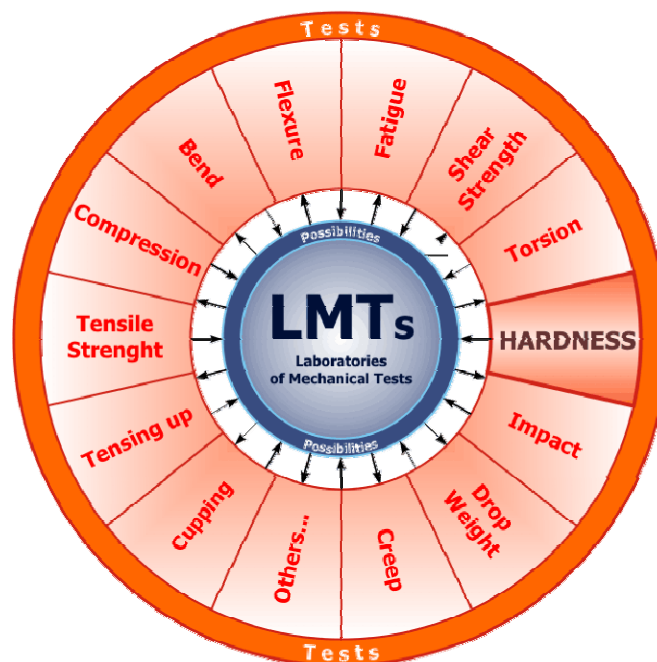 Tests
Flexure
Fatigue
Shear
Strength
Torsion
HARDNESS
Impact
Drop
Weight
Creep
Others...
Cupping
Tensing up
Tensile
Strenght
Compression
Bend
Possibilities
LMTs
Laboratories
of Mechanical Tests
Possibilities
Tests